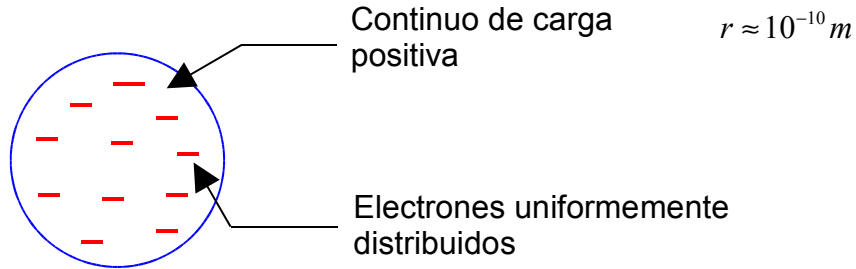 Continuo de carga
positiva
r ≈ 10⁻¹⁰ m
Electrones uniformemente
distribuidos